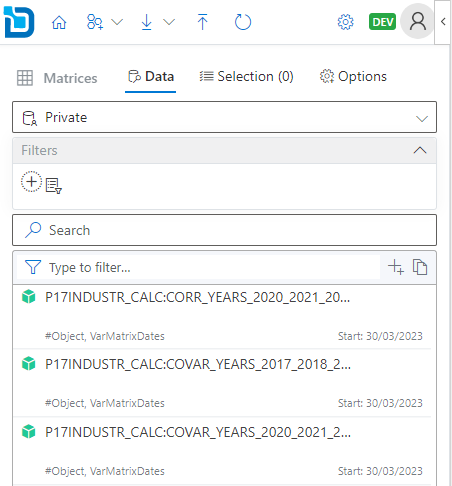 DEV
Matrices
Data
Selection (0)
Options
Private
Filters
Search
Type to filter...
P17INDUSTR_CALC:CORR_YEARS_2020_2021_20...
#Object, VarMatrixDates Start: 30/03/2023
P17INDUSTR_CALC:COVAR_YEARS_2017_2018_2...
#Object, VarMatrixDates Start: 30/03/2023
P17INDUSTR_CALC:COVAR_YEARS_2020_2021_2...
#Object, VarMatrixDates Start: 30/03/2023